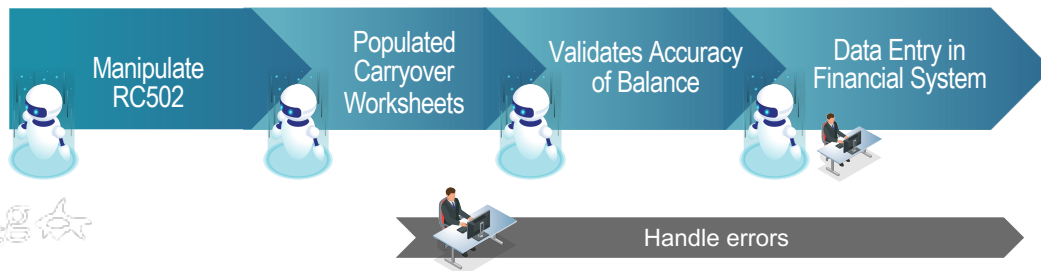 Manipulate
RC502
Populated
Carryover
Worksheets
Validates Accuracy
of Balance
Data Entry in
Financial System
Handle errors